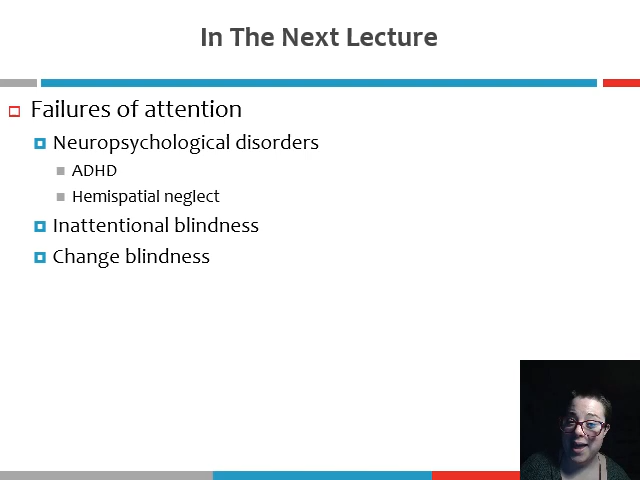 In The Next Lecture
Failures of attention
Neuropsychological disorders
ADHD
Hemispatial neglect
Inattentional blindness
Change blindness